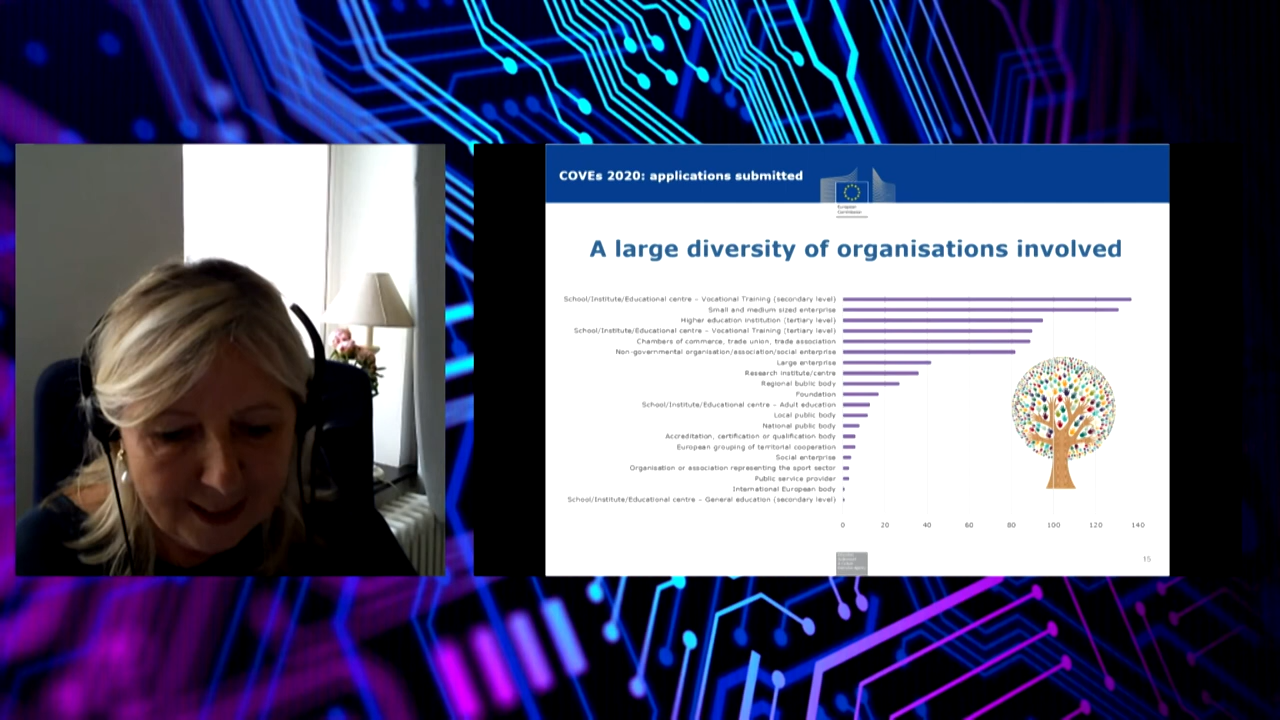 COVEs 2020: applications submitted
European
Commission
A large diversity of organisations involved
School/Institute/Educational centre – Vocational Training (secondary level)
Small and medium sized enterprise
Higher education institution (tertiary level)
School/Institute/Educational centre – Vocational Training (tertiary level)
Chambers of commerce, trade union, trade association
Non-governmental organisation/association/social enterprise
Large enterprise
Research Institute/centre
Regional public body
Foundation
School/Institute/Educational centre – Adult education
Local public body
National public body
Accreditation, certification or qualification body
European grouping of territorial cooperation
Social enterprise
Organisation or association representing the sport sector
Public service provider
International European body
School/Institute/Educational centre – General education (secondary level)
0 20 40 60 80 100 120 140
15